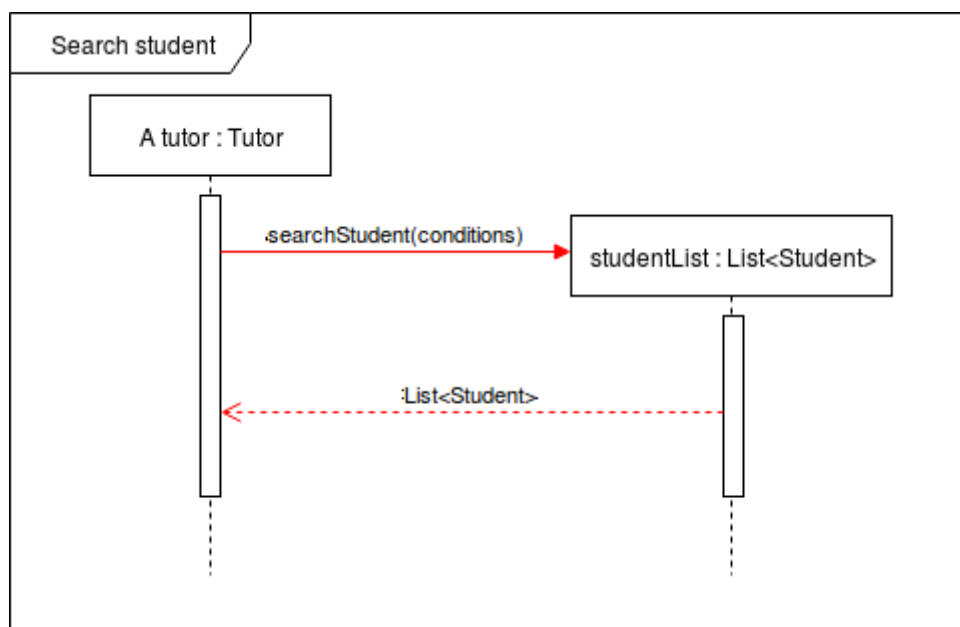 Search student
A tutor : Tutor
:searchStudent(conditions)
studentList : List<Student>
:List<Student>